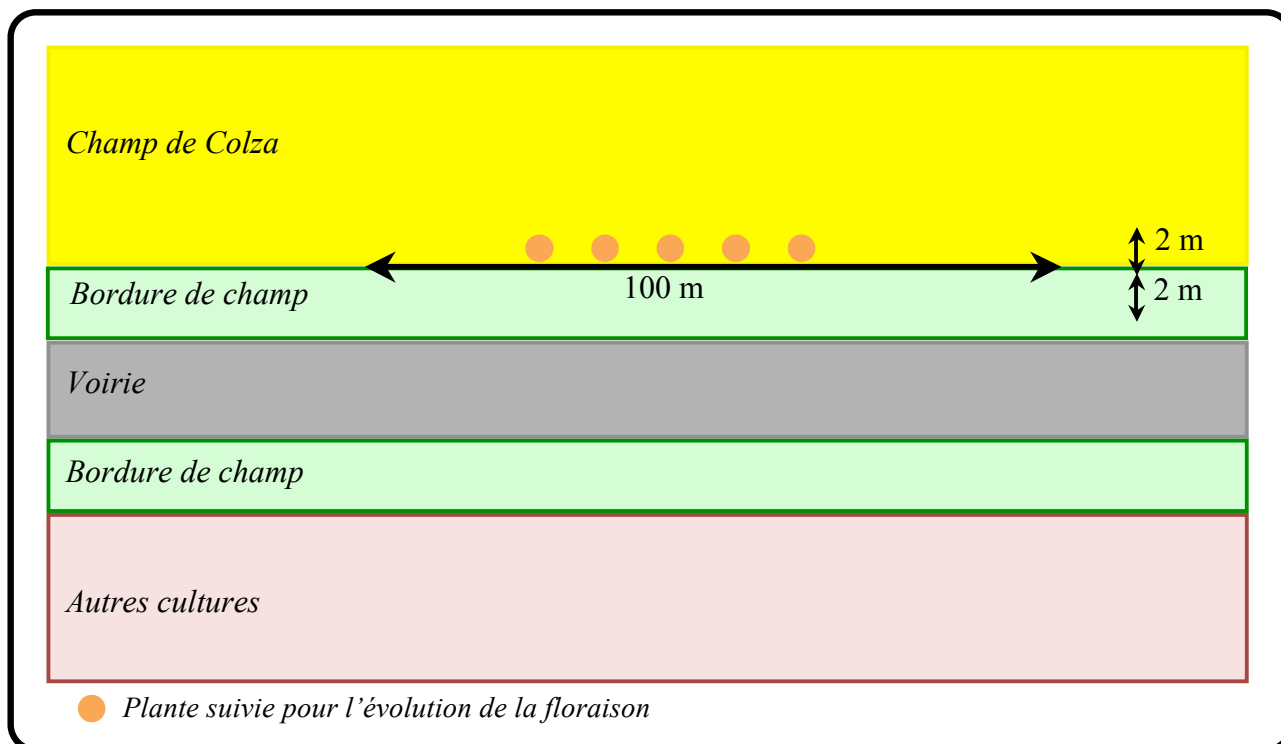 Champ de Colza
2 m
100 m
Bordure de champ
2 m
Voirie
Bordure de champ
Autres cultures
Plante suivie pour l’évolution de la floraison